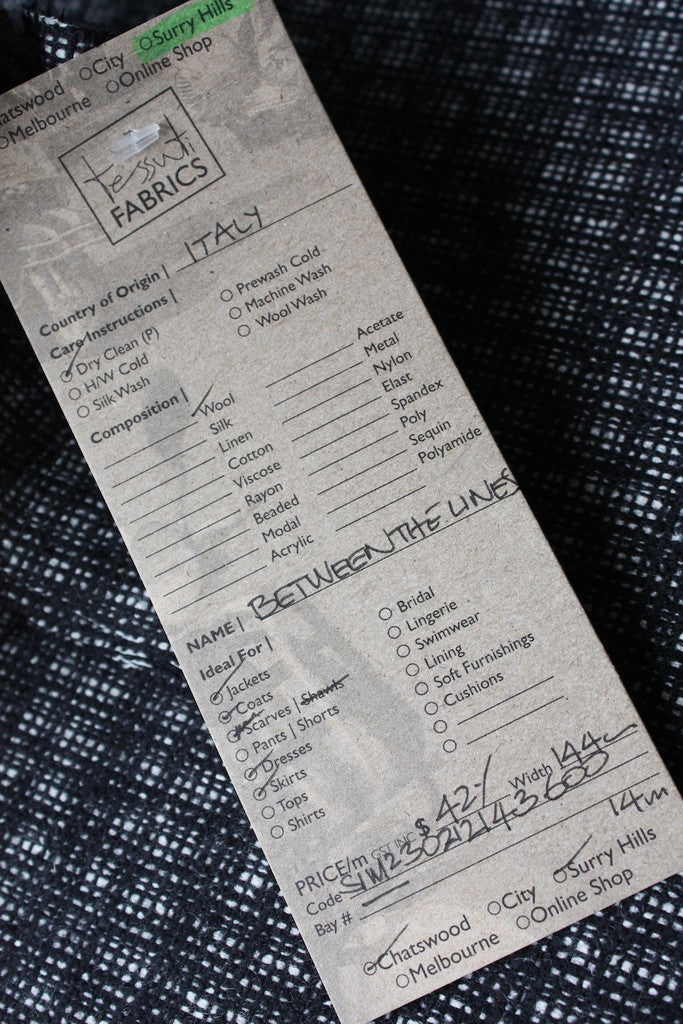 ○City ○Surry Hills
○Melbourne ○Online Shop
tessuti
FABRICS
Country of Origin | ITALY
Care Instructions |
Dry Clean (P) ○ Prewash Cold
○ H/W Cold ○ Machine Wash
○ Silk Wash ○ Wool Wash
Composition |
Wool Acetate
Silk Metal
Linen Nylon
Cotton Elast
Viscose Spandex
Rayon Poly
Beaded Sequin
Modal Polyamide
Acrylic
NAME | BETWEEN THE LINES
Ideal For |
Jackets ○ Bridal
Coats ○ Lingerie
Scarves | Shawls ○ Swimwear
○ Pants | Shorts ○ Lining
Dresses ○ Soft Furnishings
Skirts ○ Cushions
○ Tops
○ Shirts
PRICE/m GST INC $ 42/ Width 144
Code
Bay # 14m
Chatswood ○City Surry Hills
○Melbourne ○Online Shop